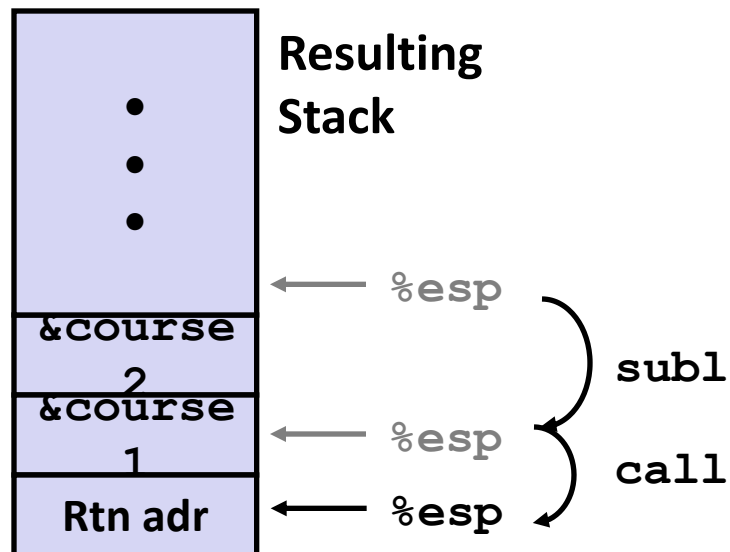 Resulting
Stack
%esp
&course
2
subl
&course
1
%esp
call
Rtn adr
%esp